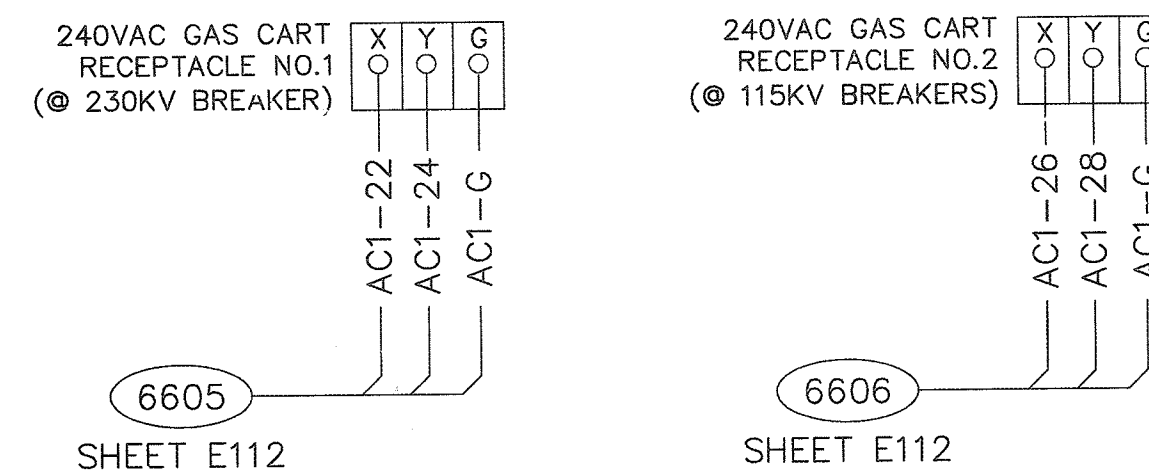 240VAC GAS CART
RECEPTACLE NO.1
(@ 230KV BREAKER)
X Y G
AC1-22
AC1-24
AC1-G
6605
SHEET E112
240VAC GAS CART
RECEPTACLE NO.2
(@ 115KV BREAKERS)
X Y G
AC1-26
AC1-28
AC1-G
6606
SHEET E112